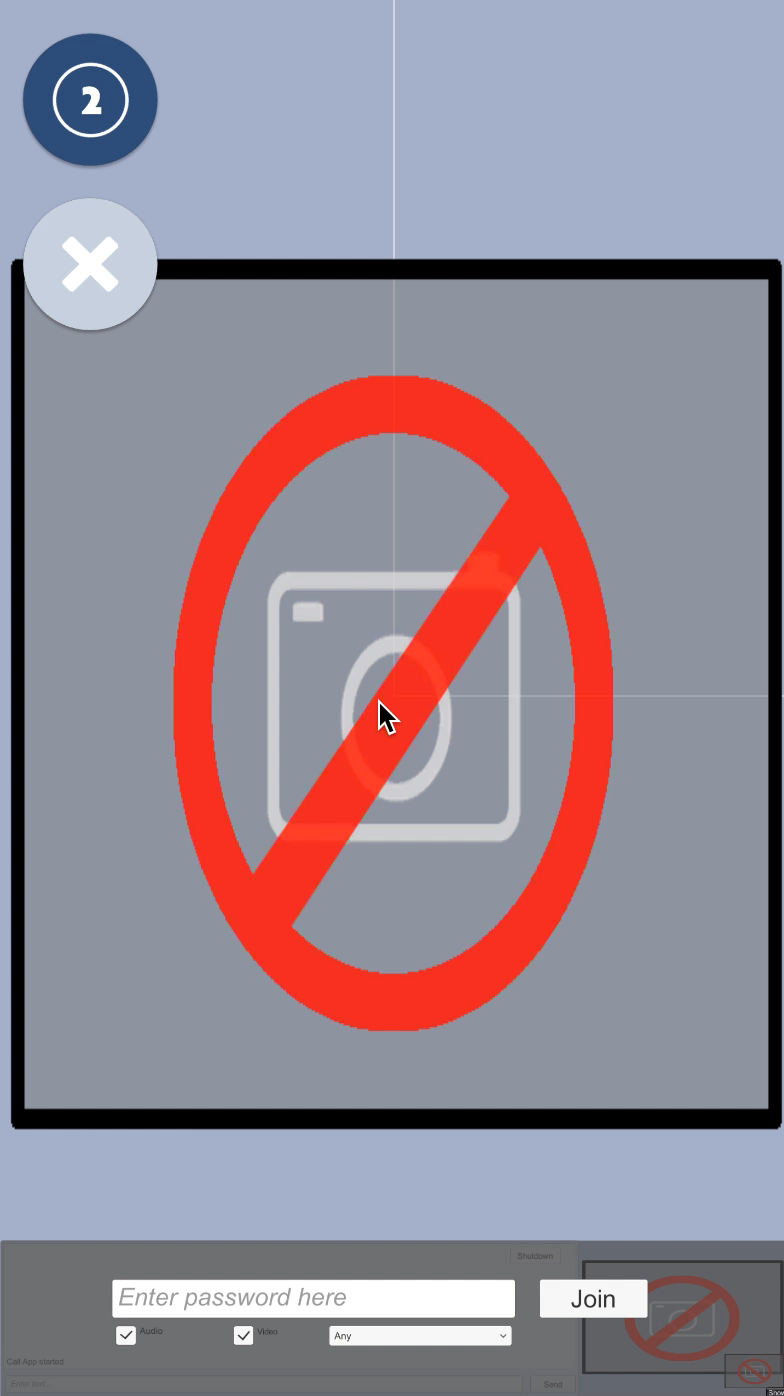 2
Shutdown
Enter password here
Join
Audio
Video
Any
Call App started
Enter text...
Send